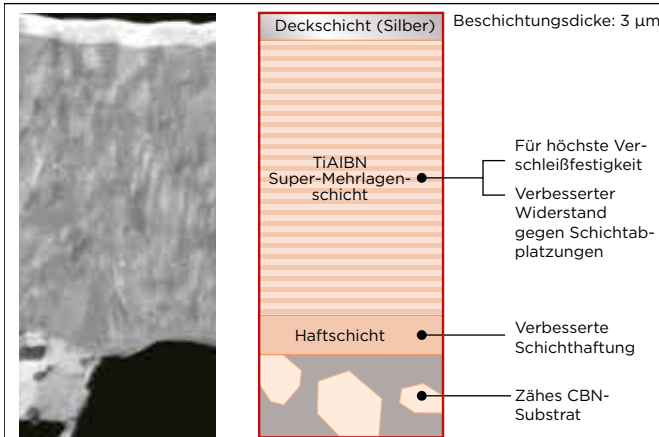 Deckschicht (Silber)
Beschichtungsdicke: 3 µm
TiAlBN
Super-Mehrlagen-
schicht
Für höchste Ver-
schleißfestigkeit
Verbesserter
Widerstand
gegen Schichtab-
platzungen
Haftschicht
Verbesserte
Schichthaftung
Zähes CBN-
Substrat